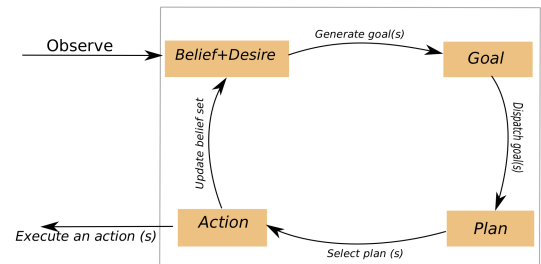 Generate goal(s)
Observe
Belief+Desire
Goal
Update belief set
Dispatch goal(s)
Action
Plan
Execute an action (s)
Select plan (s)